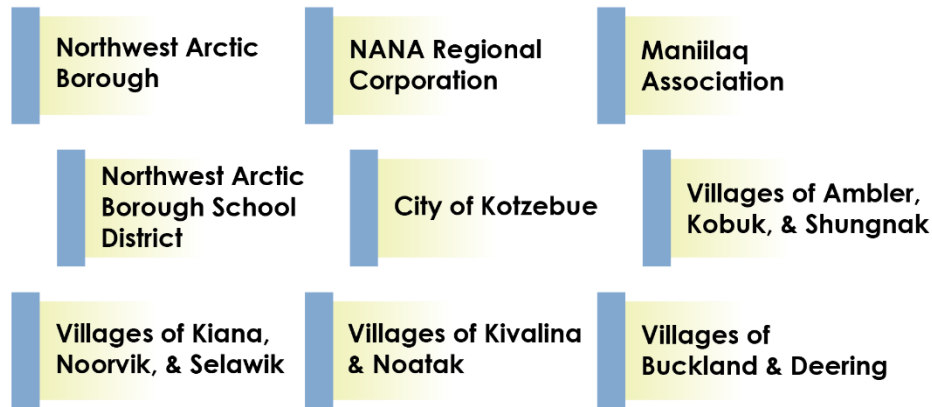 Northwest Arctic
Borough
NANA Regional
Corporation
Maniilaq
Association
Northwest Arctic
Borough School
District
City of Kotzebue
Villages of Ambler,
Kobuk, & Shungnak
Villages of Kiana,
Noorvik, & Selawik
Villages of Kivalina
& Noatak
Villages of
Buckland & Deering